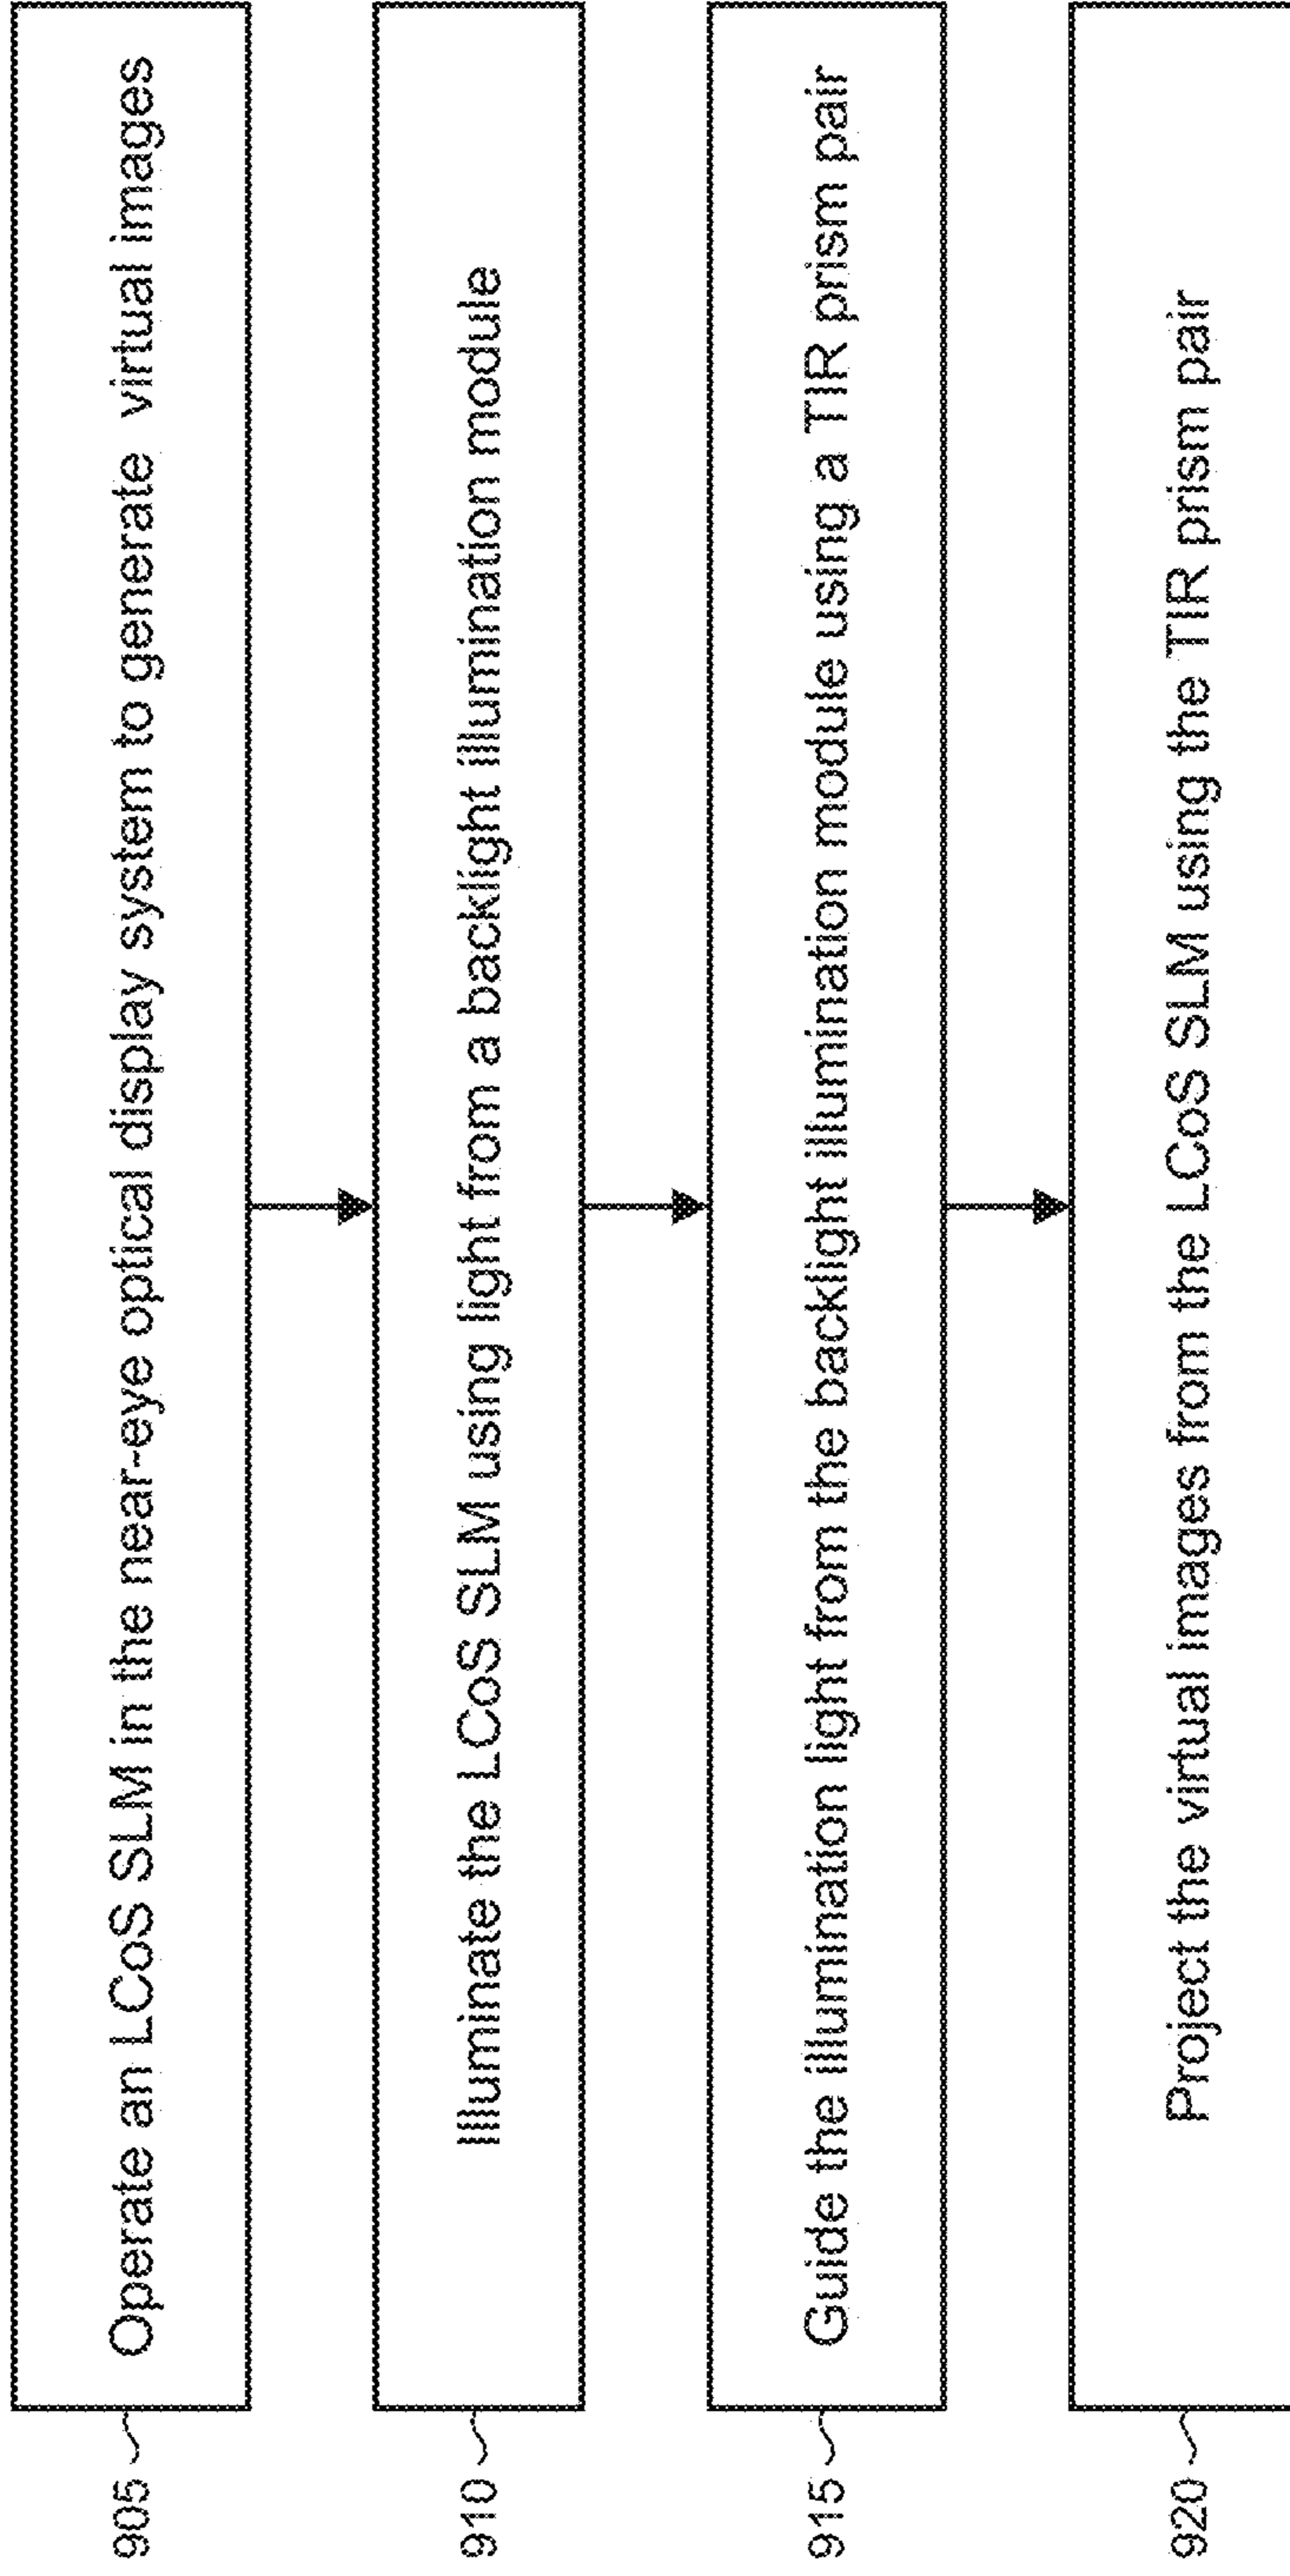 905
Operate an LCoS SLM in the near-eye optical display system to generate virtual images
910
Illuminate the LCoS SLM using light from a backlight illumination module
915
Guide the illumination light from the backlight illumination module using a TIR prism pair
920
Project the virtual images from the LCoS SLM using the TIR prism pair